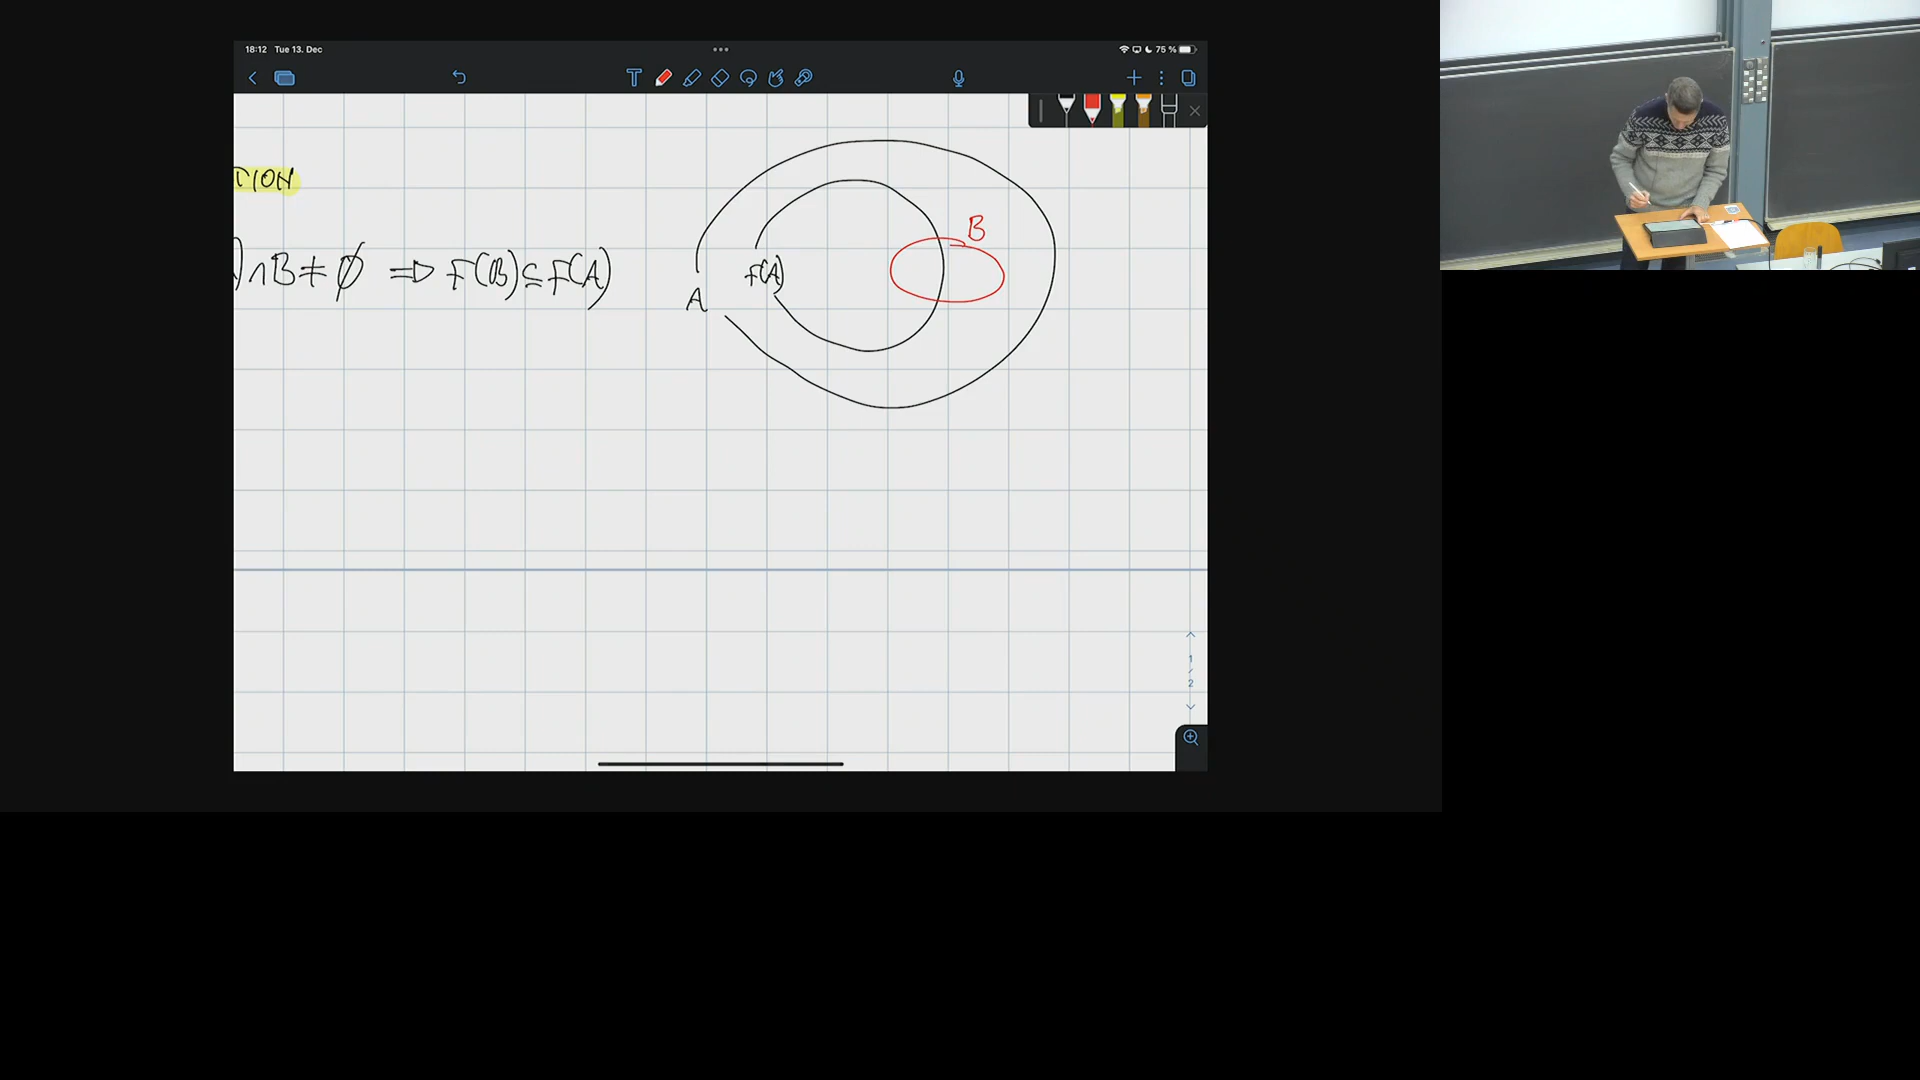 18:12 Tue 13. Dec
75 %
TION
)∩B≠∅ => F(B)⊆F(A)
B
F(A)
A
1
/
2